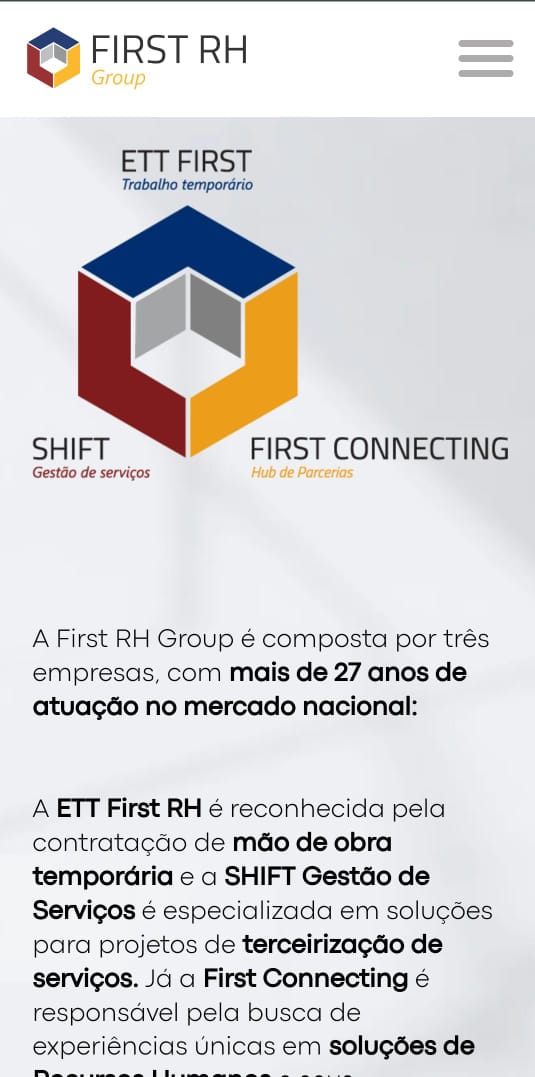 FIRST RH
Group
ETT FIRST
Trabalho temporário
SHIFT
Gestão de serviços
FIRST CONNECTING
Hub de Parcerias
A First RH Group é composta por três
empresas, com mais de 27 anos de
atuação no mercado nacional:
A ETT First RH é reconhecida pela
contratação de mão de obra
temporária e a SHIFT Gestão de
Serviços é especializada em soluções
para projetos de terceirização de
serviços. Já a First Connecting é
responsável pela busca de
experiências únicas em soluções de
Recursos Humanos